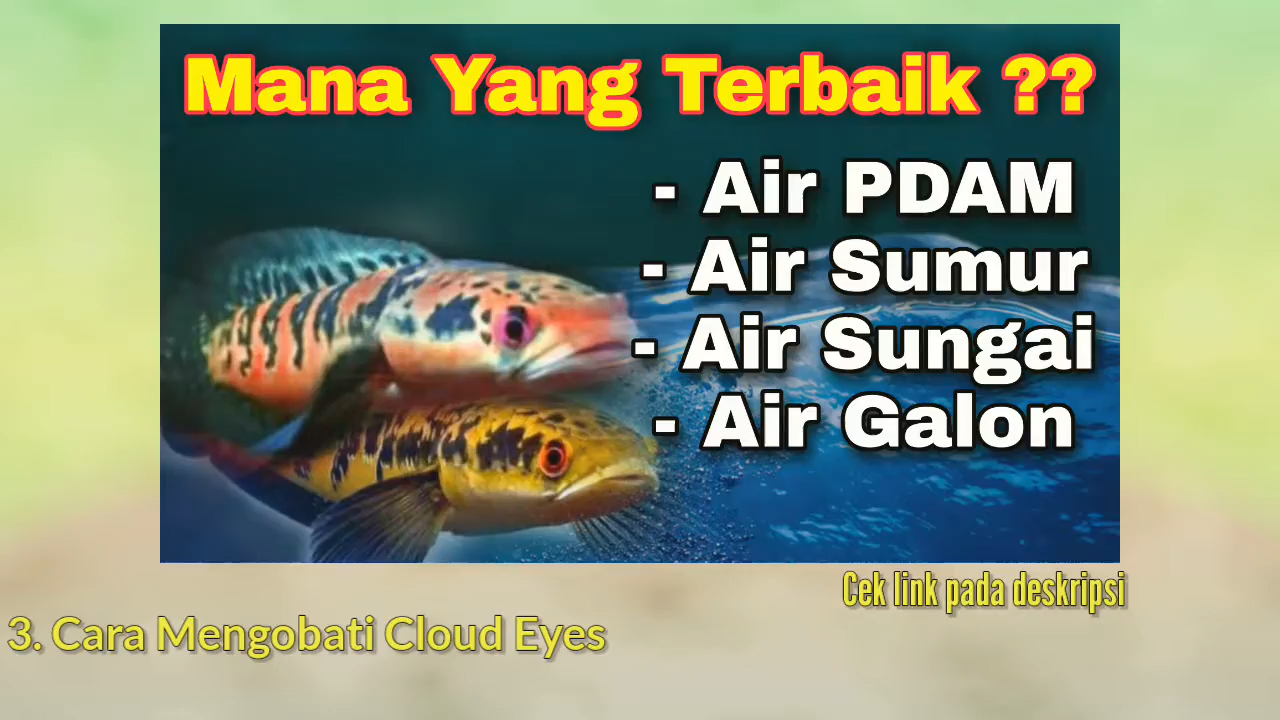 Mana Yang Terbaik ??
- Air PDAM
- Air Sumur
- Air Sungai
- Air Galon
Cek link pada deskripsi
3. Cara Mengobati Cloud Eyes